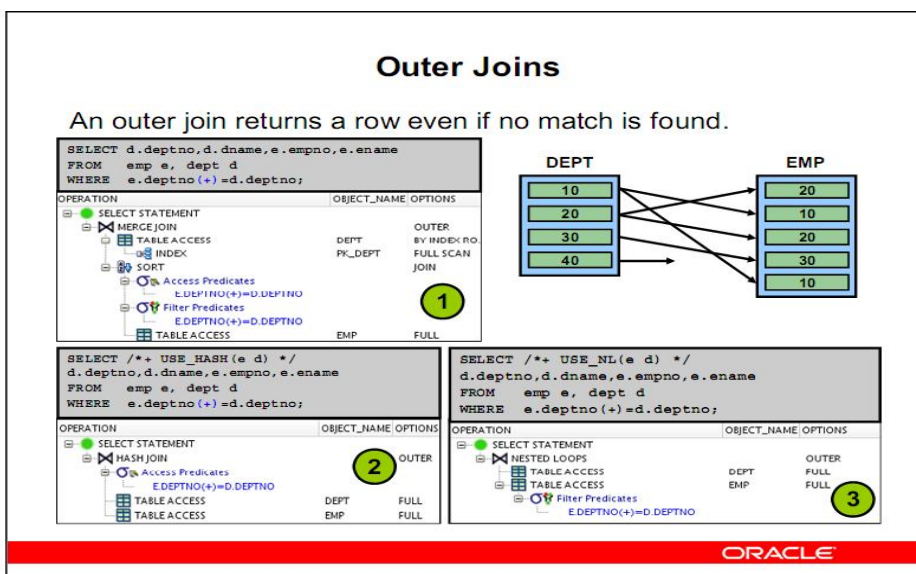 Outer Joins
An outer join returns a row even if no match is found.
SELECT d.deptno,d.dname,e.empno,e.ename
FROM emp e, dept d
WHERE e.deptno(+)=d.deptno;
OPERATION OBJECT_NAME OPTIONS
SELECT STATEMENT
MERGE JOIN OUTER
TABLE ACCESS DEPT BY INDEX RO
INDEX PK_DEPT FULL SCAN
SORT JOIN
Access Predicates
E.DEPTNO(+)=D.DEPTNO
Filter Predicates
E.DEPTNO(+)=D.DEPTNO
TABLE ACCESS EMP FULL
1
DEPT EMP
10 20
20 10
30 20
40 30
10
SELECT /*+ USE_HASH(e d) */
d.deptno,d.dname,e.empno,e.ename
FROM emp e, dept d
WHERE e.deptno(+)=d.deptno;
OPERATION OBJECT_NAME OPTIONS
SELECT STATEMENT
HASH JOIN OUTER
Access Predicates
E.DEPTNO(+)=D.DEPTNO
TABLE ACCESS DEPT FULL
TABLE ACCESS EMP FULL
2
SELECT /*+ USE_NL(e d) */
d.deptno,d.dname,e.empno,e.ename
FROM emp e, dept d
WHERE e.deptno(+)=d.deptno;
OPERATION OBJECT_NAME OPTIONS
SELECT STATEMENT
NESTED LOOPS OUTER
TABLE ACCESS DEPT FULL
TABLE ACCESS EMP FULL
Filter Predicates
E.DEPTNO(+)=D.DEPTNO
3
ORACLE